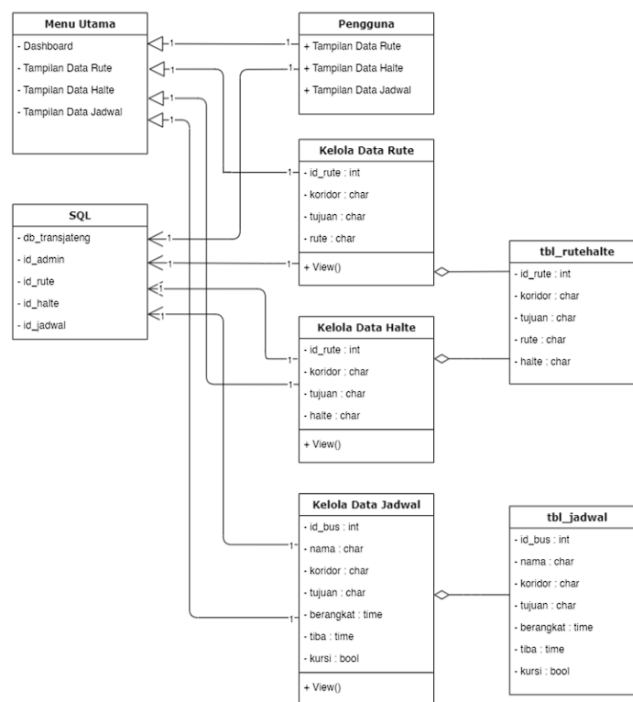 Menu Utama
- Dashboard
- Tampilan Data Rute
- Tampilan Data Halte
- Tampilan Data Jadwal
1
1
1
1
1
1
Pengguna
+ Tampilan Data Rute
+ Tampilan Data Halte
+ Tampilan Data Jadwal
SQL
- db_transjateng
- id_admin
- id_rute
- id_halte
- id_jadwal
1
1
1
1
1
1
Kelola Data Rute
- id_rute : int
- koridor : char
- tujuan : char
- rute : char
+ View()
1
1
Kelola Data Halte
- id_rute : int
- koridor : char
- tujuan : char
- halte : char
+ View()
tbl_rutehalte
- id_rute : int
- koridor : char
- tujuan : char
- rute : char
- halte : char
1
1
Kelola Data Jadwal
- id_bus : int
- nama : char
- koridor : char
- tujuan : char
- berangkat : time
- tiba : time
- kursi : bool
+ View()
tbl_jadwal
- id_bus : int
- nama : char
- koridor : char
- tujuan : char
- berangkat : time
- tiba : time
- kursi : bool